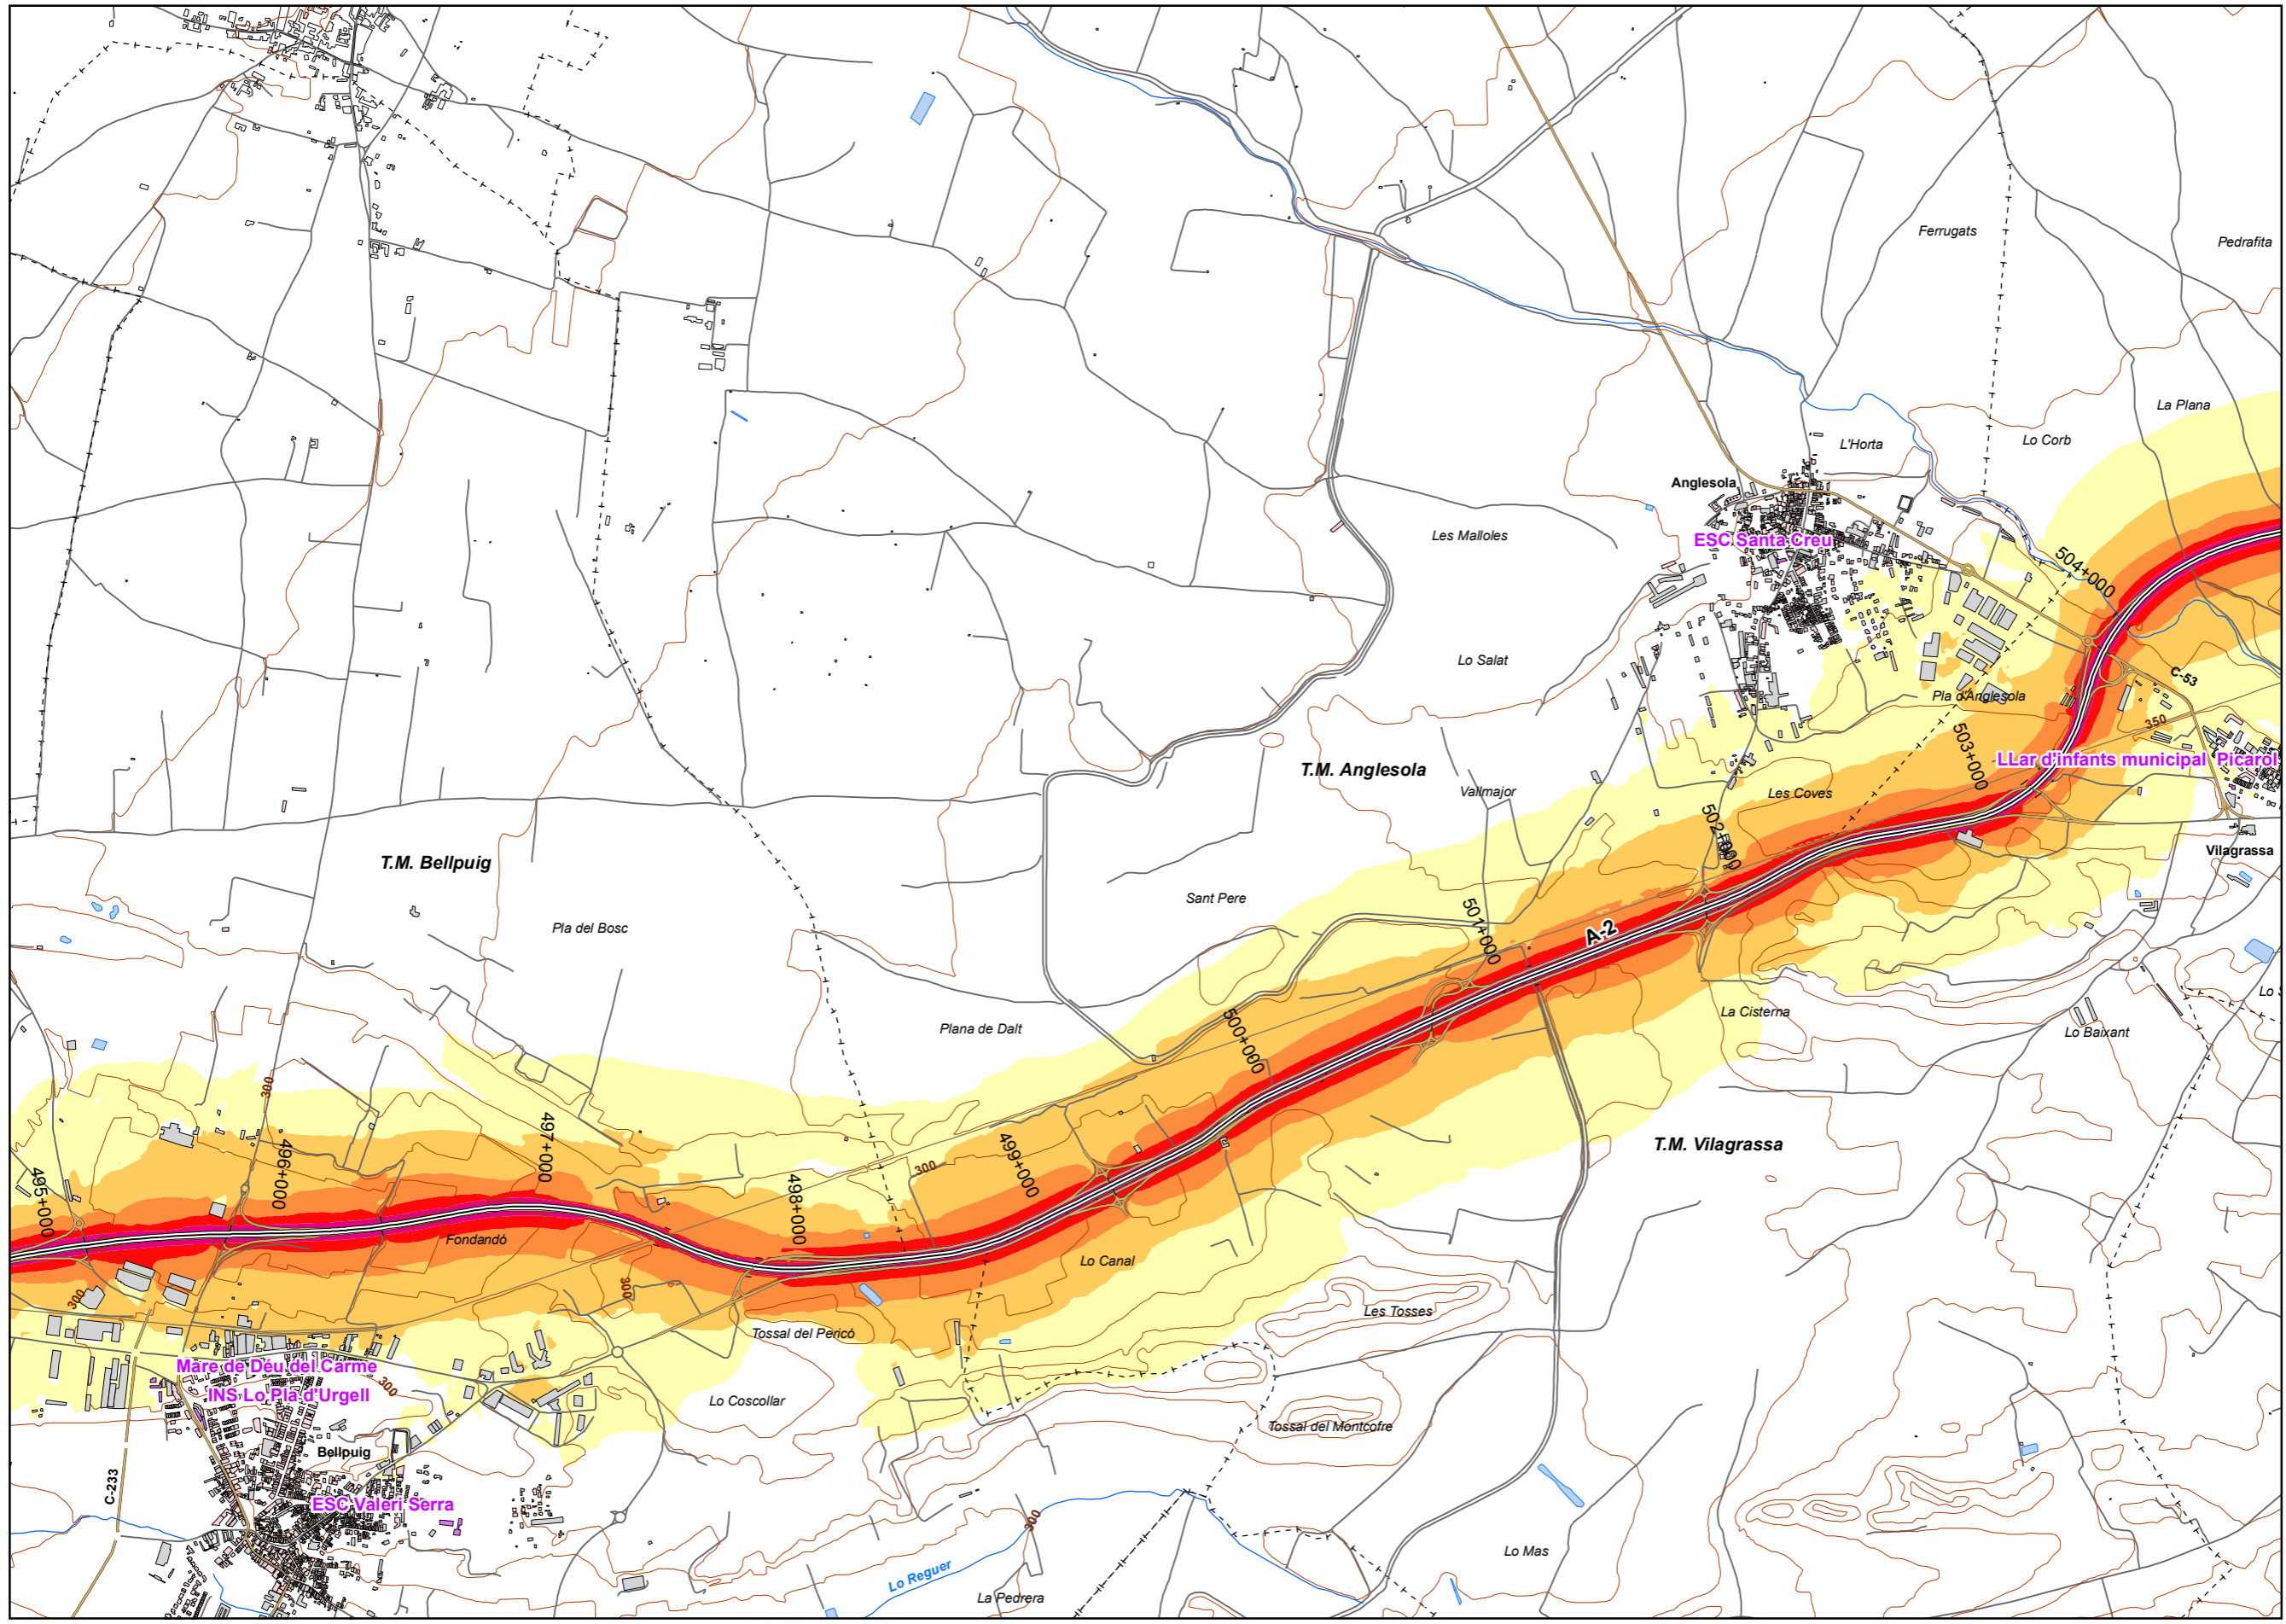 Ferrugats
Pedrafita
La Plana
Lo Corb
L'Horta
Anglesola
Les Malloles
ESC Santa Creu
504+000
Lo Salat
C-53
Pla d'Anglesola
350
503+000
LLar d'infants municipal Picarol
T.M. Anglesola
Vallmajor
Les Coves
502+000
Vilagrassa
T.M. Bellpuig
Sant Pere
Pla del Bosc
501+000
A-2
Lo
La Cisterna
Plana de Dalt
500+000
Lo Baixant
300
497+000
496+000
499+000
T.M. Vilagrassa
300
495+000
498+000
Fondandó
Lo Canal
300
300
Les Tosses
Tossal del Pericó
Mare de Déu del Carme
300
INS Lo Pla d'Urgell
Lo Coscollar
Tossal del Montcofre
Bellpuig
C-233
ESC Valeri Serra
300
Lo Mas
Lo Reguer
La Pedrera